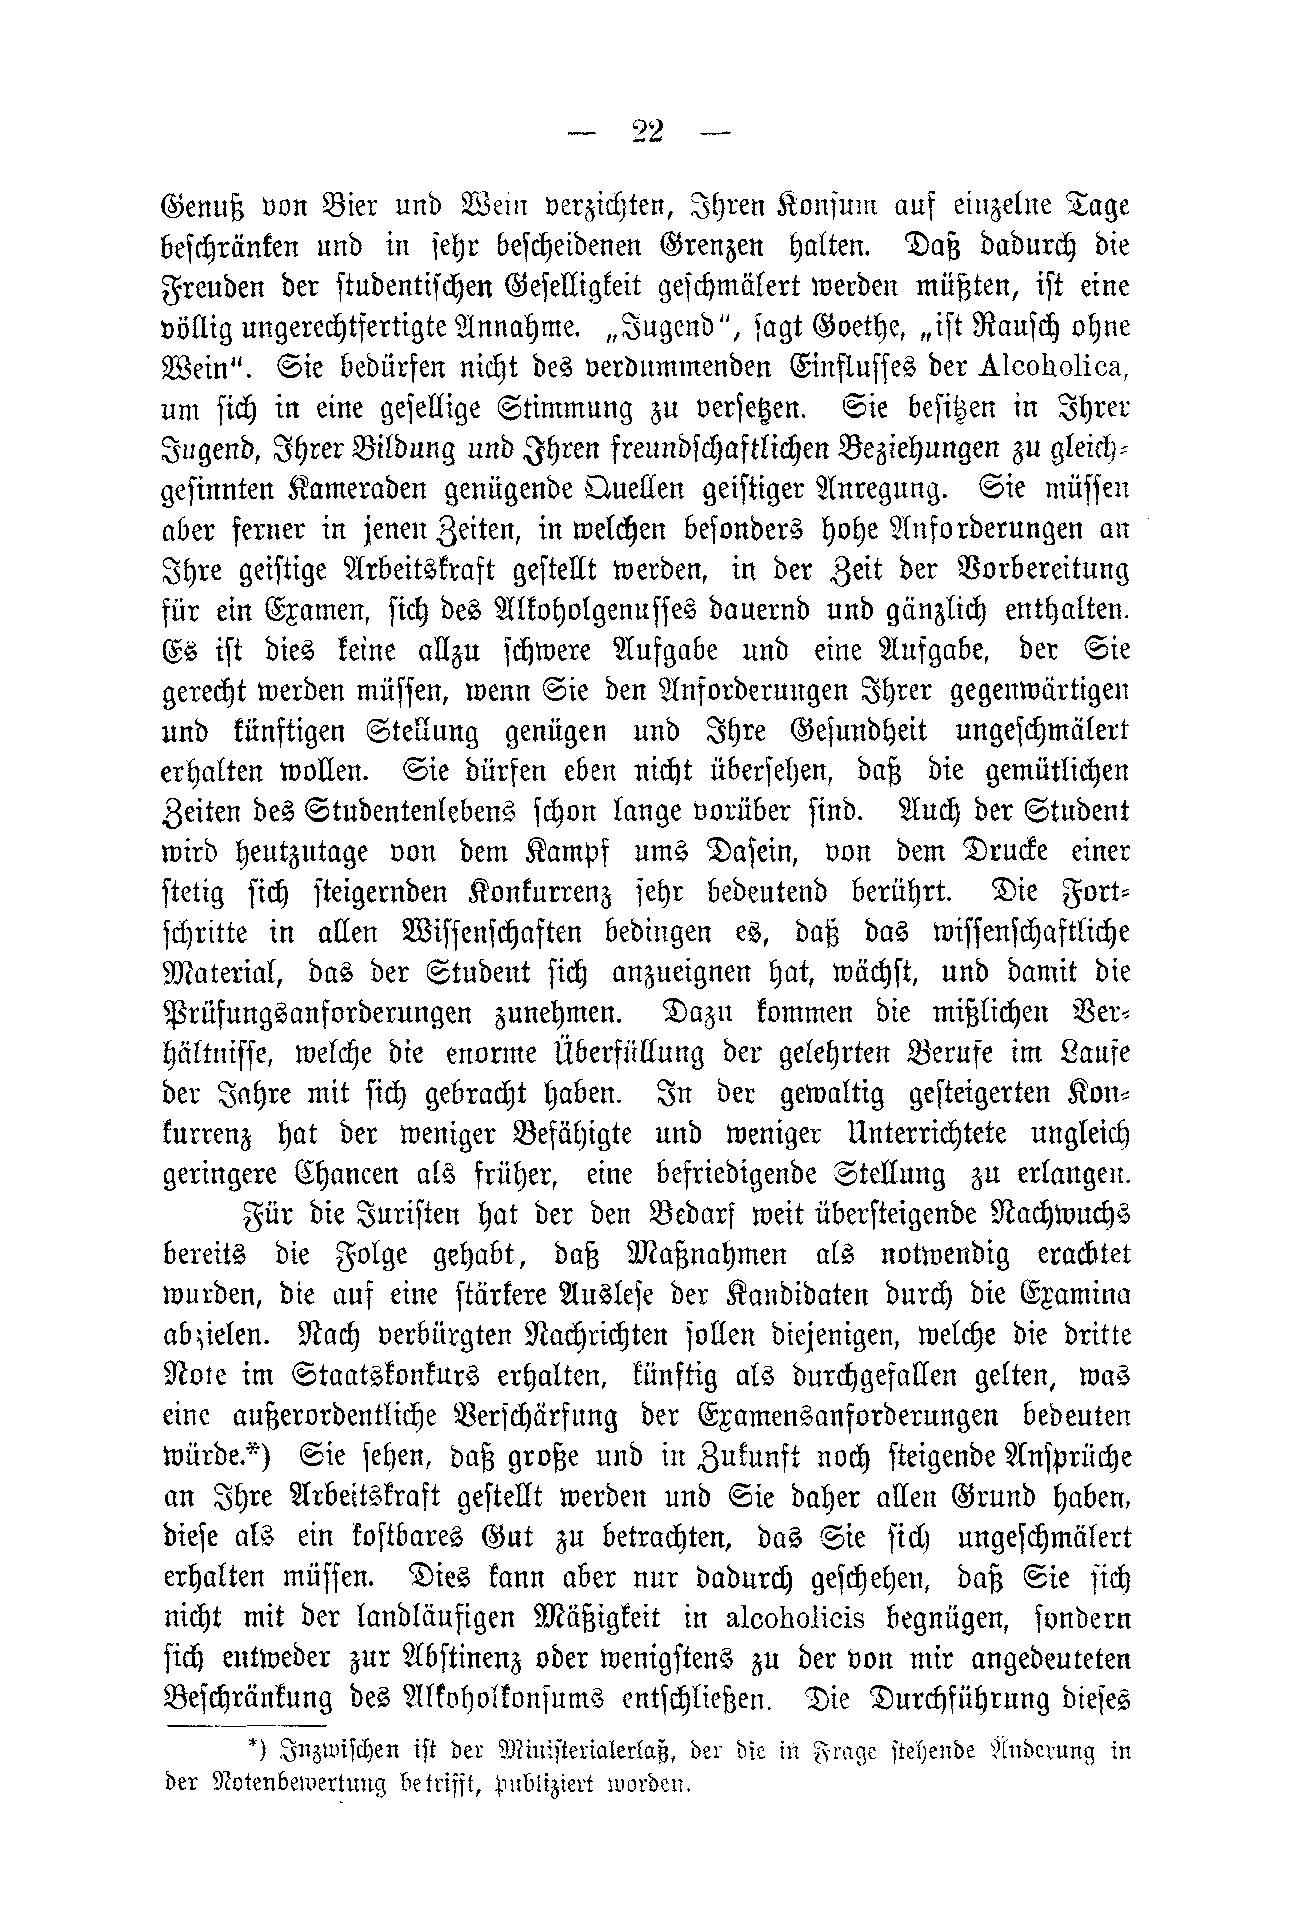 — 22 —
Genuß von Bier und Wein verzichten, Ihren Konsum auf einzelne Tage
beschränken und in sehr bescheidenen Grenzen halten. Daß dadurch die
Freuden der studentischen Geselligkeit geschmälert werden müßten, ist eine
völlig ungerechtfertigte Annahme. „Jugend“, sagt Goethe, „ist Rausch ohne
Wein“. Sie bedürfen nicht des verdummenden Einflusses der Alcoholica,
um sich in eine gesellige Stimmung zu versetzen. Sie besitzen in Ihrer
Jugend, Ihrer Bildung und Ihren freundschaftlichen Beziehungen zu gleich-
gesinnten Kameraden genügende Quellen geistiger Anregung. Sie müssen
aber ferner in jenen Zeiten, in welchen besonders hohe Anforderungen an
Ihre geistige Arbeitskraft gestellt werden, in der Zeit der Vorbereitung
für ein Examen, sich des Alkoholgenusses dauernd und gänzlich enthalten.
Es ist dies keine allzu schwere Aufgabe und eine Aufgabe, der Sie
gerecht werden müssen, wenn Sie den Anforderungen Ihrer gegenwärtigen
und künftigen Stellung genügen und Ihre Gesundheit ungeschmälert
erhalten wollen. Sie dürfen eben nicht übersehen, daß die gemütlichen
Zeiten des Studentenlebens schon lange vorüber sind. Auch der Student
wird heutzutage von dem Kampf ums Dasein, von dem Drucke einer
stetig sich steigernden Konkurrenz sehr bedeutend berührt. Die Fort-
schritte in allen Wissenschaften bedingen es, daß das wissenschaftliche
Material, das der Student sich anzueignen hat, wächst, und damit die
Prüfungsanforderungen zunehmen. Dazu kommen die mißlichen Ver-
hältnisse, welche die enorme Überfüllung der gelehrten Berufe im Laufe
der Jahre mit sich gebracht haben. In der gewaltig gesteigerten Kon-
kurrenz hat der weniger Befähigte und weniger Unterrichtete ungleich
geringere Chancen als früher, eine befriedigende Stellung zu erlangen.
Für die Juristen hat der den Bedarf weit übersteigende Nachwuchs
bereits die Folge gehabt, daß Maßnahmen als notwendig erachtet
wurden, die auf eine stärkere Auslese der Kandidaten durch die Examina
abzielen. Nach verbürgten Nachrichten sollen diejenigen, welche die dritte
Note im Staatskonkurs erhalten, künftig als durchgefallen gelten, was
eine außerordentliche Verschärfung der Examensanforderungen bedeuten
würde.*) Sie sehen, daß große und in Zukunft noch steigende Ansprüche
an Ihre Arbeitskraft gestellt werden und Sie daher allen Grund haben,
diese als ein kostbares Gut zu betrachten, das Sie sich ungeschmälert
erhalten müssen. Dies kann aber nur dadurch geschehen, daß Sie sich
nicht mit der landläufigen Mäßigkeit in alcoholicis begnügen, sondern
sich entweder zur Abstinenz oder wenigstens zu der von mir angedeuteten
Beschränkung des Alkoholkonsums entschließen. Die Durchführung dieses
*) Inzwischen ist der Ministerialerlaß, der die in Frage stehende Änderung in
der Notenbewertung betrifft, publiziert worden.